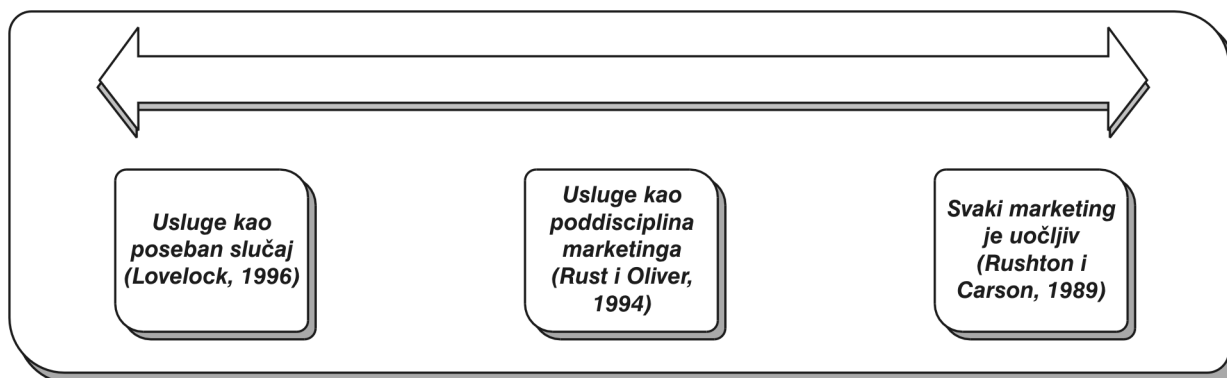 Usluge kao
poseban slučaj
(Lovelock, 1996)
Usluge kao
poddisciplina
marketinga
(Rust i Oliver,
1994)
Svaki marketing
je uočljiv
(Rushton i
Carson, 1989)